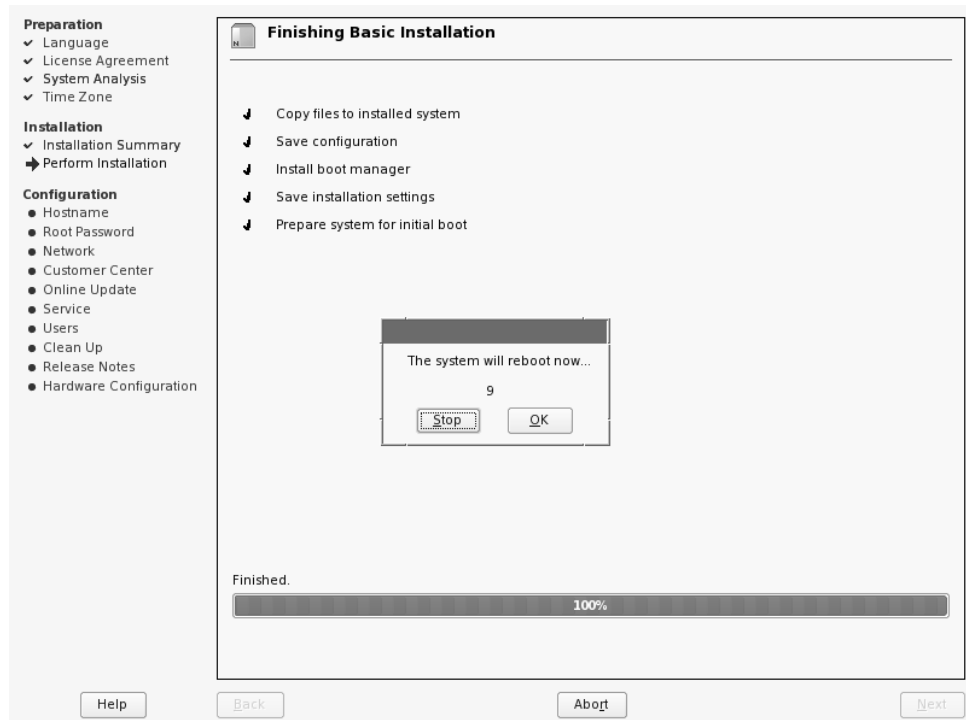 Preparation
Language
License Agreement
System Analysis
Time Zone
Installation
Installation Summary
Perform Installation
Configuration
Hostname
Root Password
Network
Customer Center
Online Update
Service
Users
Clean Up
Release Notes
Hardware Configuration
N
Finishing Basic Installation
Copy files to installed system
Save configuration
Install boot manager
Save installation settings
Prepare system for initial boot
The system will reboot now...
9
Stop OK
Finished.
100%
Help Back Abort Next